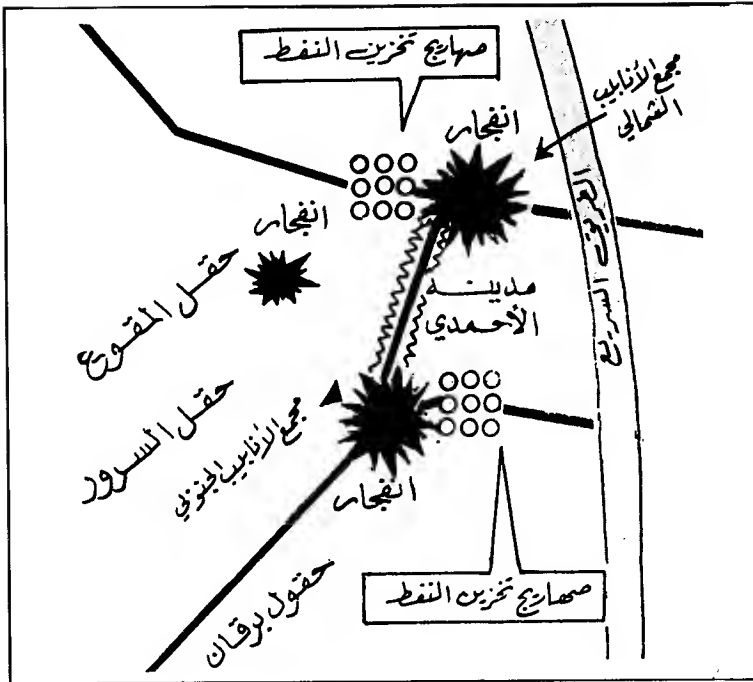 صهاريج تخزين النفط
مجمع الأنابيب
الشمالي
انفجار
انفجار
الطريق السريع
حقل المقوع
مدينة
الأحمدي
حقل السرور
مجمع الأنابيب الجنوبي
انفجار
حقول برقان
صهاريج تخزين النفط